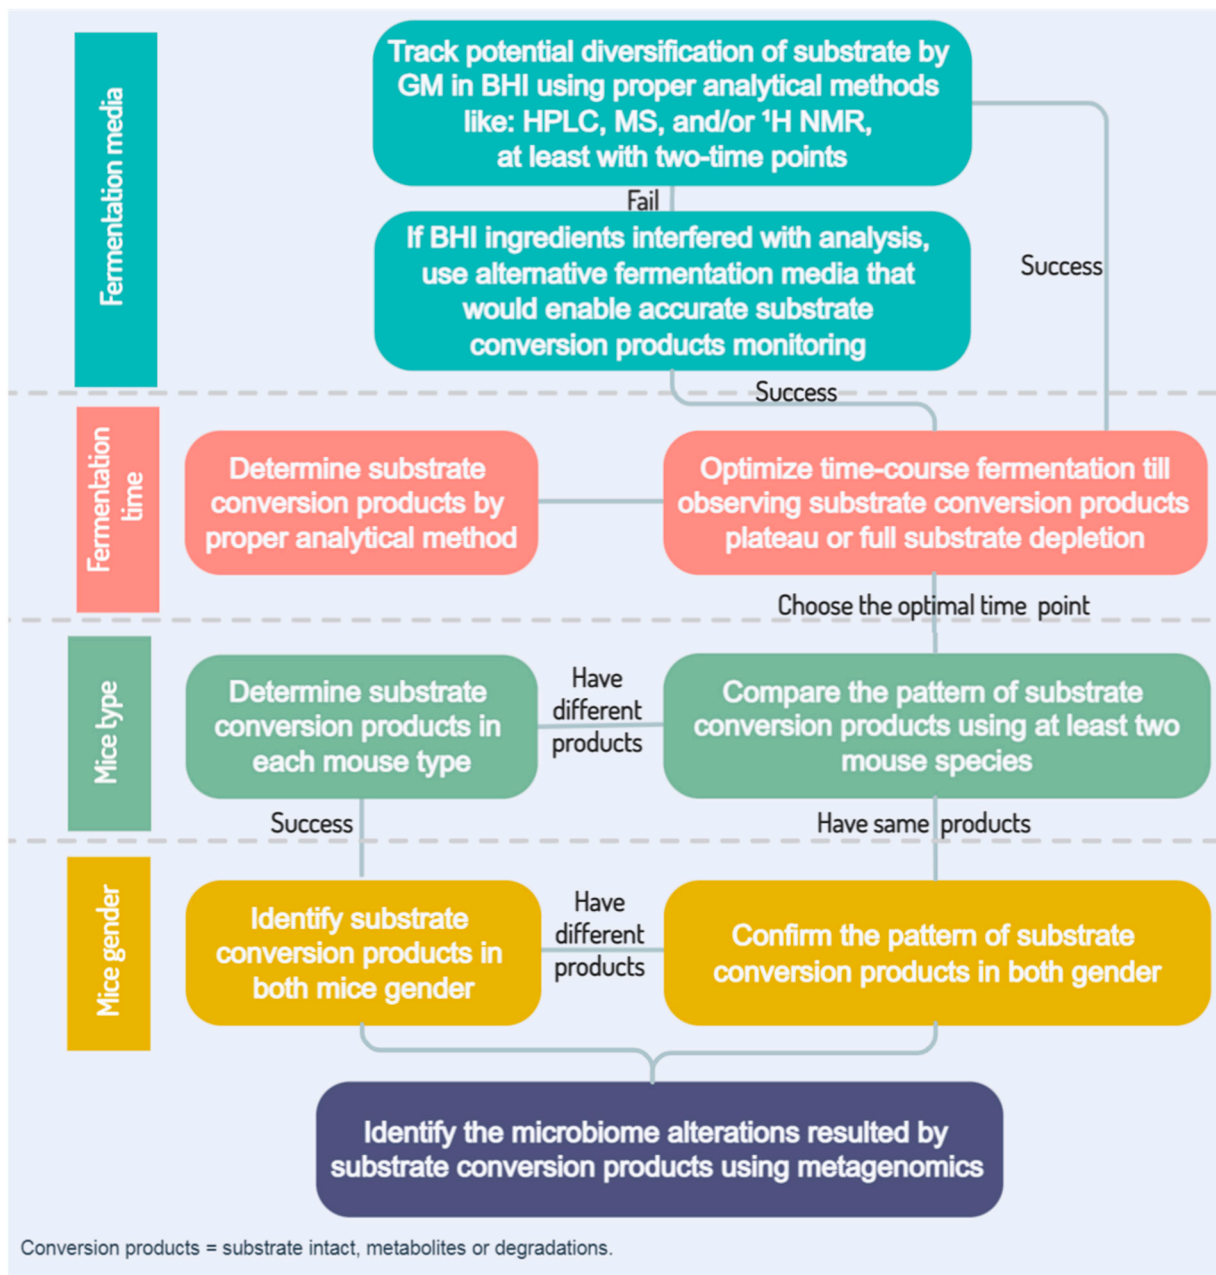 Fermentation media
Track potential diversification of substrate by
GM in BHI using proper analytical methods
like: HPLC, MS, and/or ¹H NMR,
at least with two-time points
Fail
Success
If BHI ingredients interfered with analysis,
use alternative fermentation media that
would enable accurate substrate
conversion products monitoring
Success
Fermentation
time
Determine substrate
conversion products by
proper analytical method
Optimize time-course fermentation till
observing substrate conversion products
plateau or full substrate depletion
Choose the optimal time point
Mice type
Determine substrate
conversion products in
each mouse type
Have
different
products
Compare the pattern of substrate
conversion products using at least two
mouse species
Success
Have same products
Mice gender
Identify substrate
conversion products in
both mice gender
Have
different
products
Confirm the pattern of substrate
conversion products in both gender
Identify the microbiome alterations resulted by
substrate conversion products using metagenomics
Conversion products = substrate intact, metabolites or degradations.